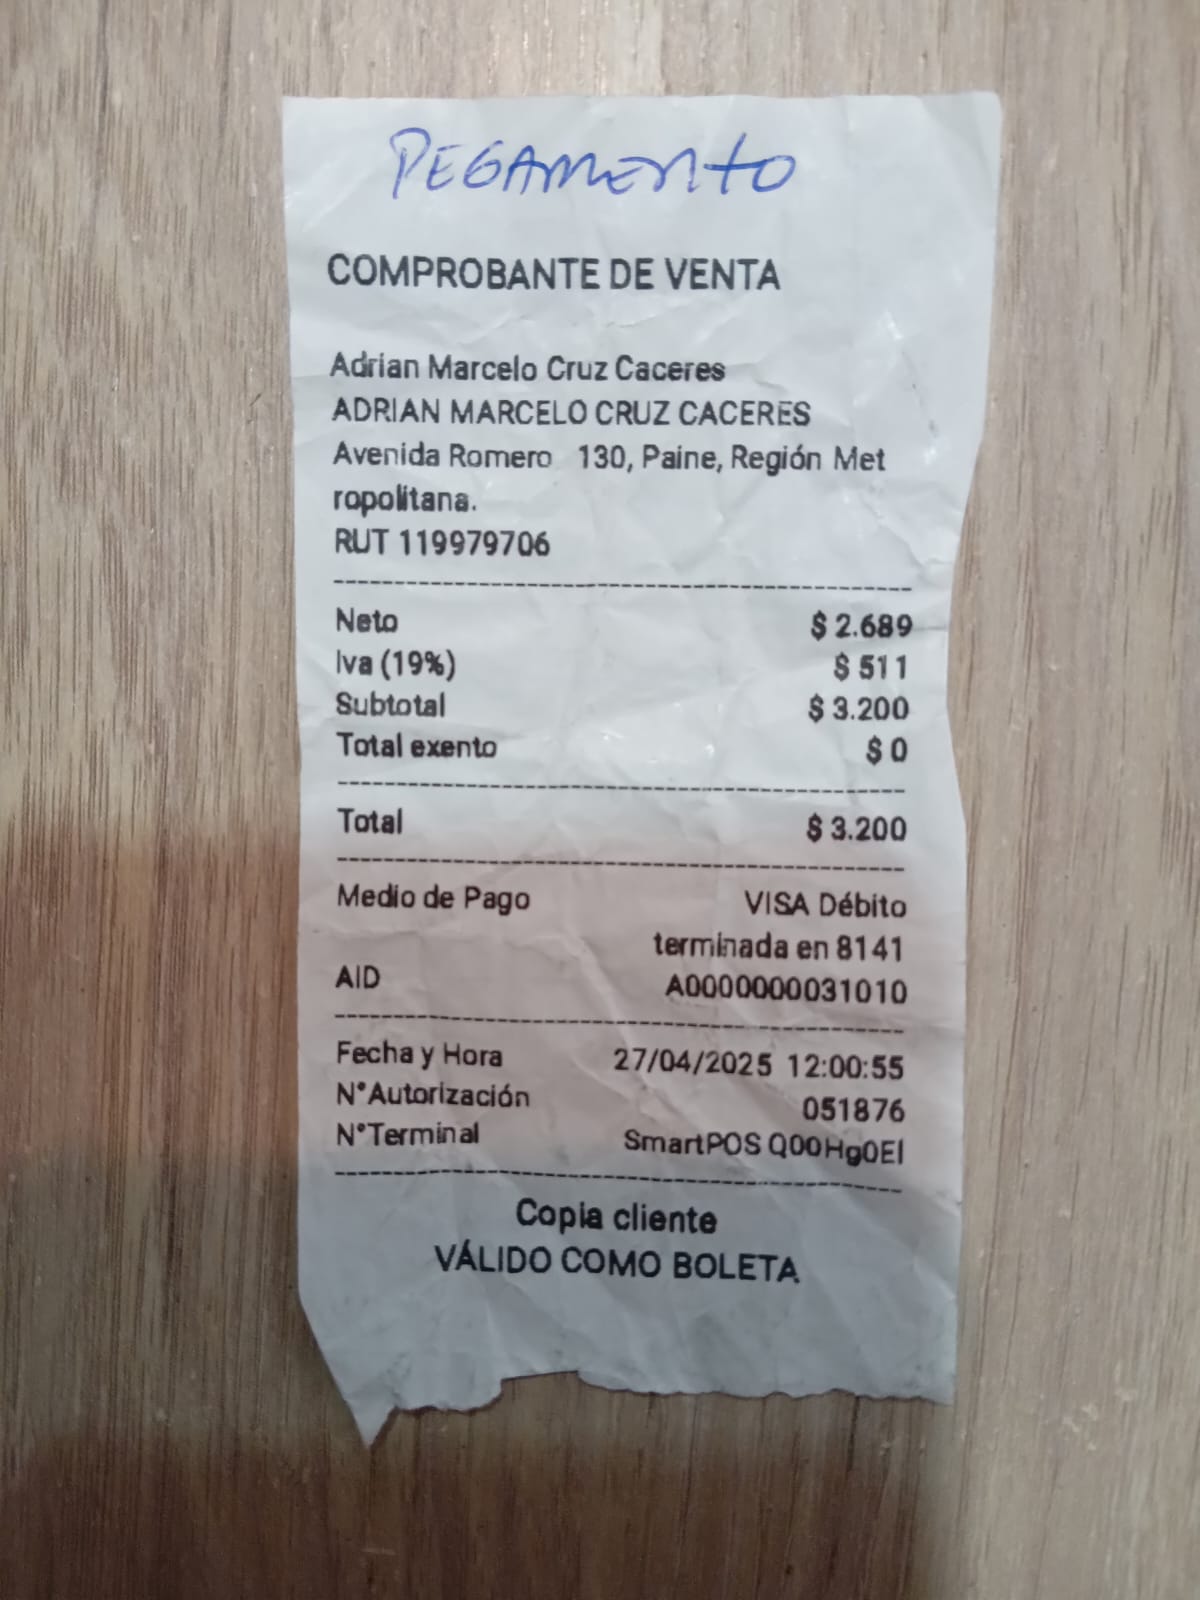 PEGAMENTO
COMPROBANTE DE VENTA
Adrian Marcelo Cruz Caceres
ADRIAN MARCELO CRUZ CACERES
Avenida Romero 130, Paine, Región Met
ropolitana.
RUT 119979706
Neto $ 2.689
Iva (19%) $ 511
Subtotal $ 3.200
Total exento $ 0
Total $ 3.200
Medio de Pago VISA Débito
terminada en 8141
AID A0000000031010
Fecha y Hora 27/04/2025 12:00:55
N°Autorización 051876
N°Terminal SmartPOS Q00Hg0EI
Copia cliente
VÁLIDO COMO BOLETA